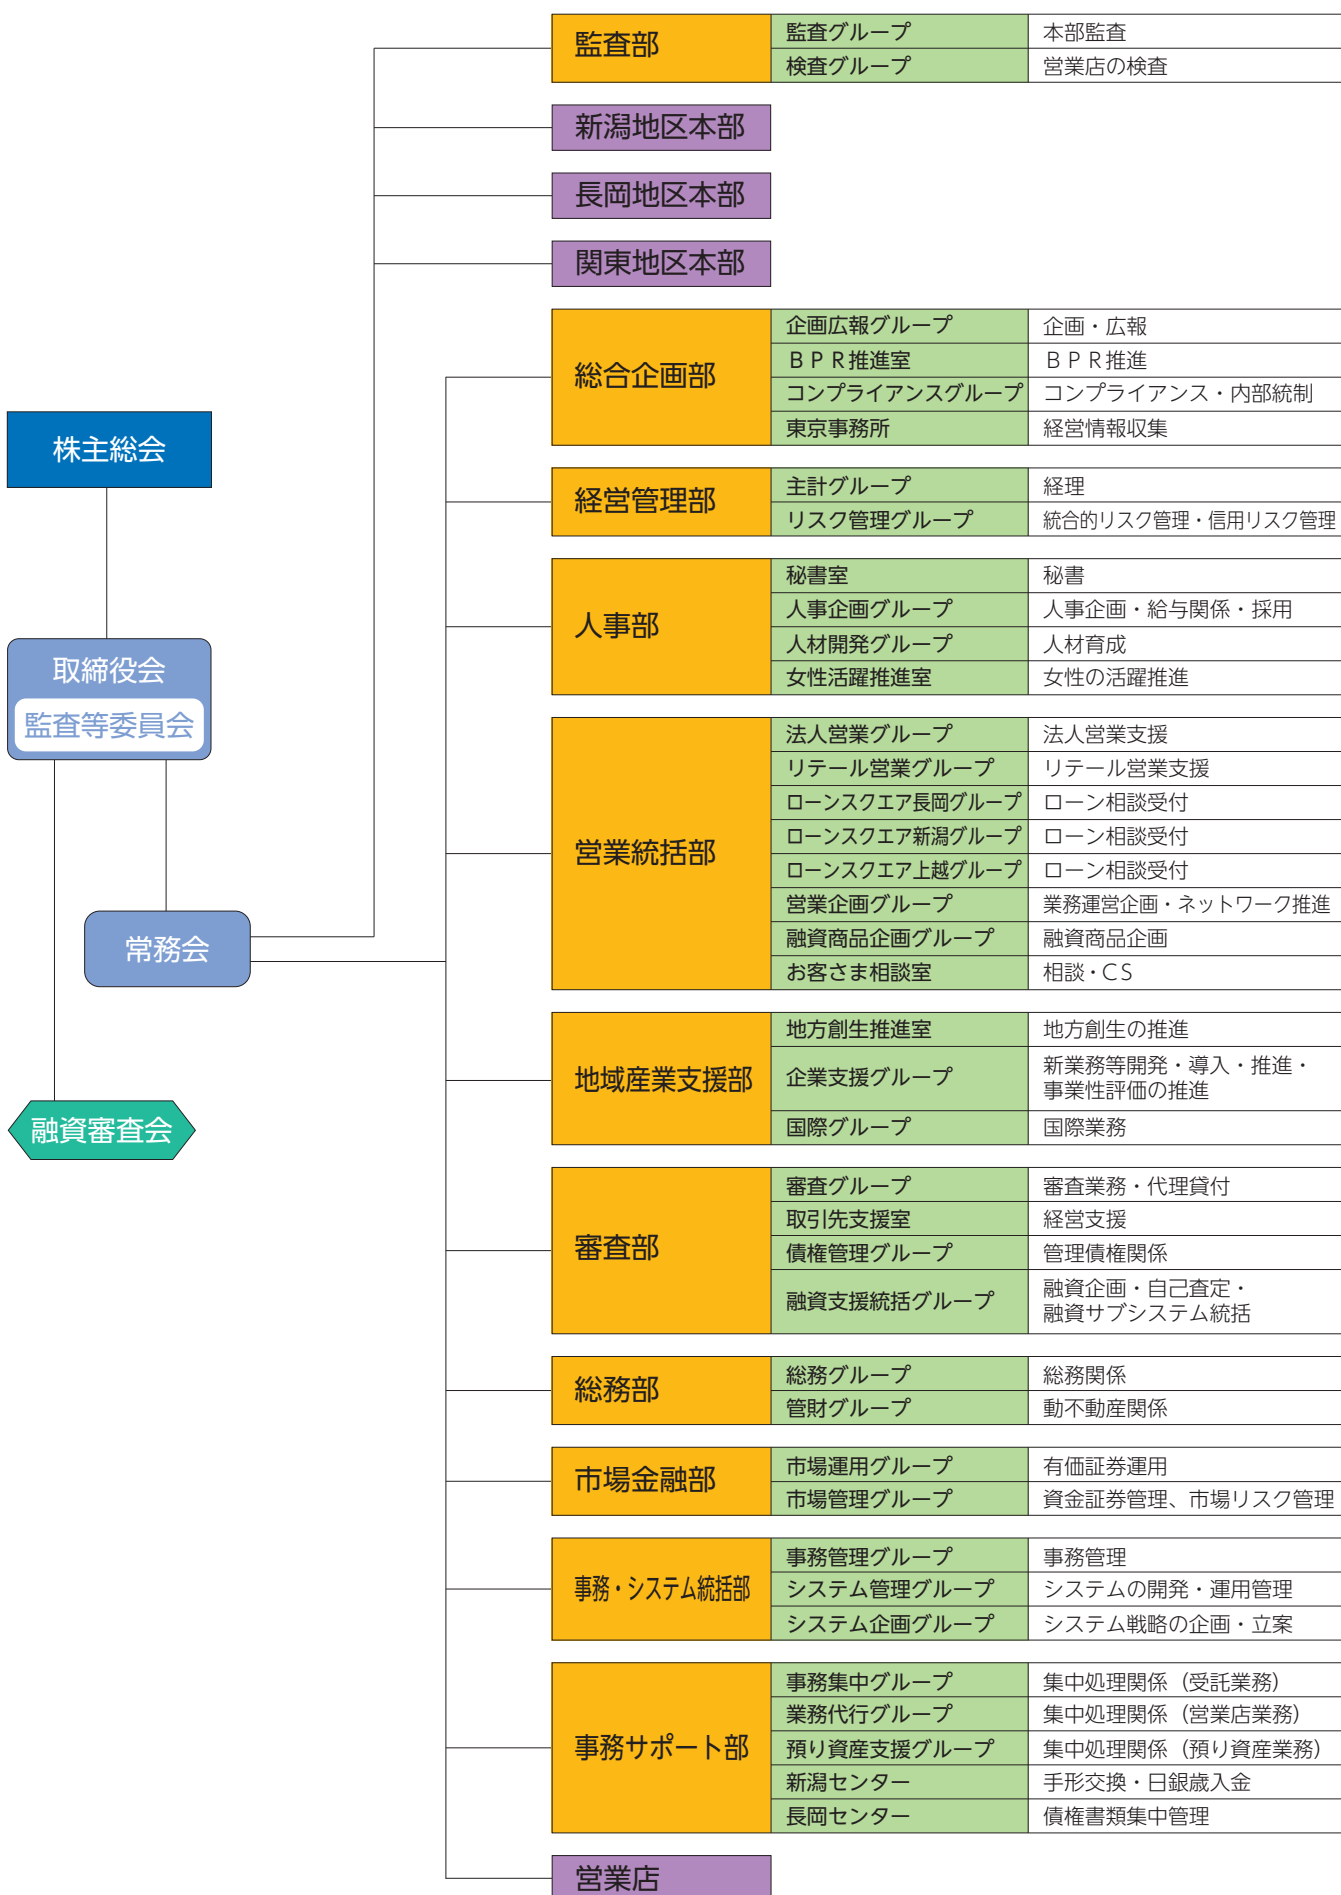 株主総会
取締役会
監査等委員会
常務会
融資審査会
監査部
監査グループ 本部監査
検査グループ 営業店の検査
新潟地区本部
長岡地区本部
関東地区本部
総合企画部
企画広報グループ 企画・広報
ＢＰＲ推進室 ＢＰＲ推進
コンプライアンスグループ コンプライアンス・内部統制
東京事務所 経営情報収集
経営管理部
主計グループ 経理
リスク管理グループ 統合的リスク管理・信用リスク管理
人事部
秘書室 秘書
人事企画グループ 人事企画・給与関係・採用
人材開発グループ 人材育成
女性活躍推進室 女性の活躍推進
営業統括部
法人営業グループ 法人営業支援
リテール営業グループ リテール営業支援
ローンスクエア長岡グループ ローン相談受付
ローンスクエア新潟グループ ローン相談受付
ローンスクエア上越グループ ローン相談受付
営業企画グループ 業務運営企画・ネットワーク推進
融資商品企画グループ 融資商品企画
お客さま相談室 相談・ＣＳ
地域産業支援部
地方創生推進室 地方創生の推進
企業支援グループ 新業務等開発・導入・推進・
事業性評価の推進
国際グループ 国際業務
審査部
審査グループ 審査業務・代理貸付
取引先支援室 経営支援
債権管理グループ 管理債権関係
融資支援統括グループ 融資企画・自己査定・
融資サブシステム統括
総務部
総務グループ 総務関係
管財グループ 動不動産関係
市場金融部
市場運用グループ 有価証券運用
市場管理グループ 資金証券管理、市場リスク管理
事務・システム統括部
事務管理グループ 事務管理
システム管理グループ システムの開発・運用管理
システム企画グループ システム戦略の企画・立案
事務サポート部
事務集中グループ 集中処理関係（受託業務）
業務代行グループ 集中処理関係（営業店業務）
預り資産支援グループ 集中処理関係（預り資産業務）
新潟センター 手形交換・日銀歳入金
長岡センター 債権書類集中管理
営業店